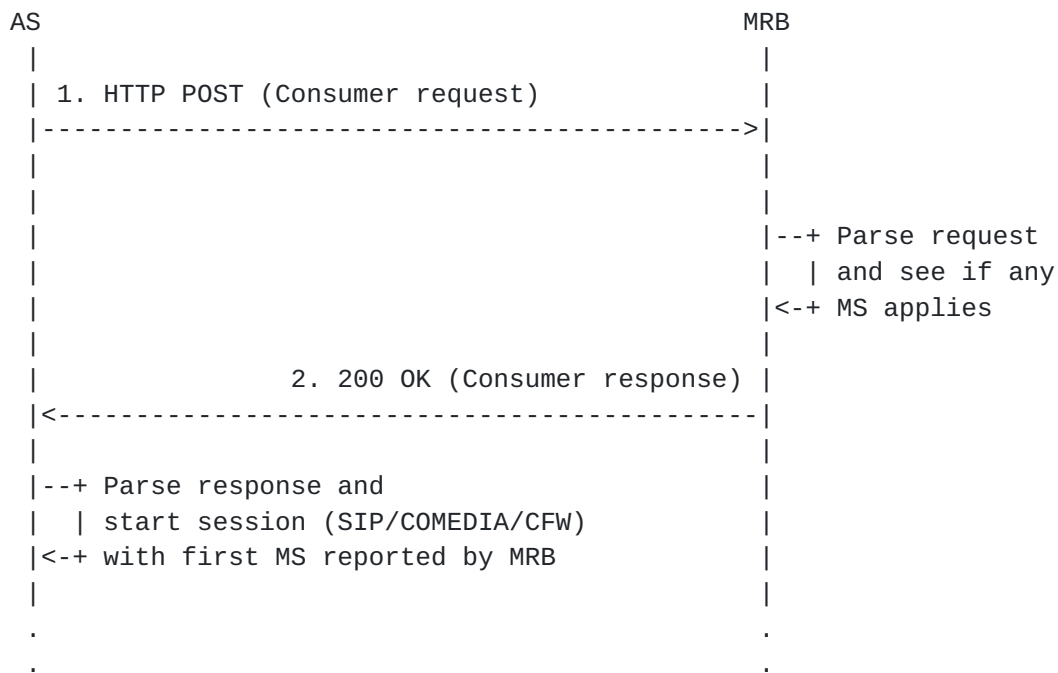 AS MRB
1. HTTP POST (Consumer request)
Parse request
and see if any
MS applies
2. 200 OK (Consumer response)
Parse response and
start session (SIP/COMEDIA/CFW)
with first MS reported by MRB